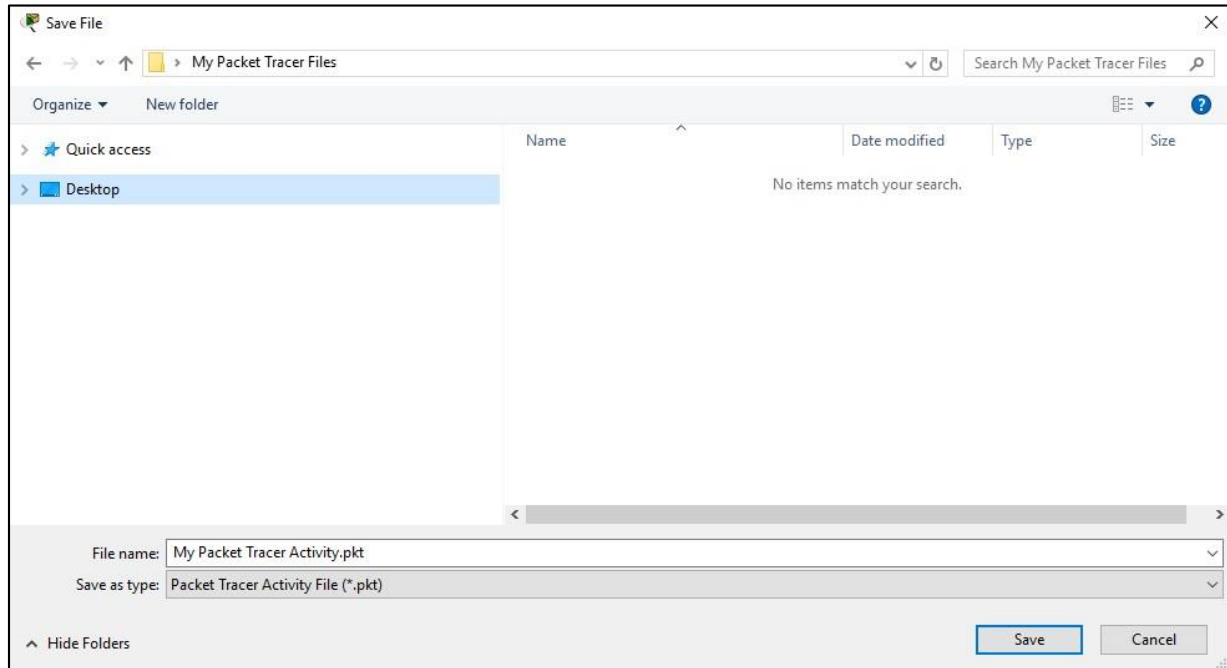 Save File
My Packet Tracer Files
Search My Packet Tracer Files
Organize
New folder
Quick access
Desktop
Name
Date modified
Type
Size
No items match your search.
File name: My Packet Tracer Activity.pkt
Save as type: Packet Tracer Activity File (*.pkt)
Hide Folders
Save
Cancel